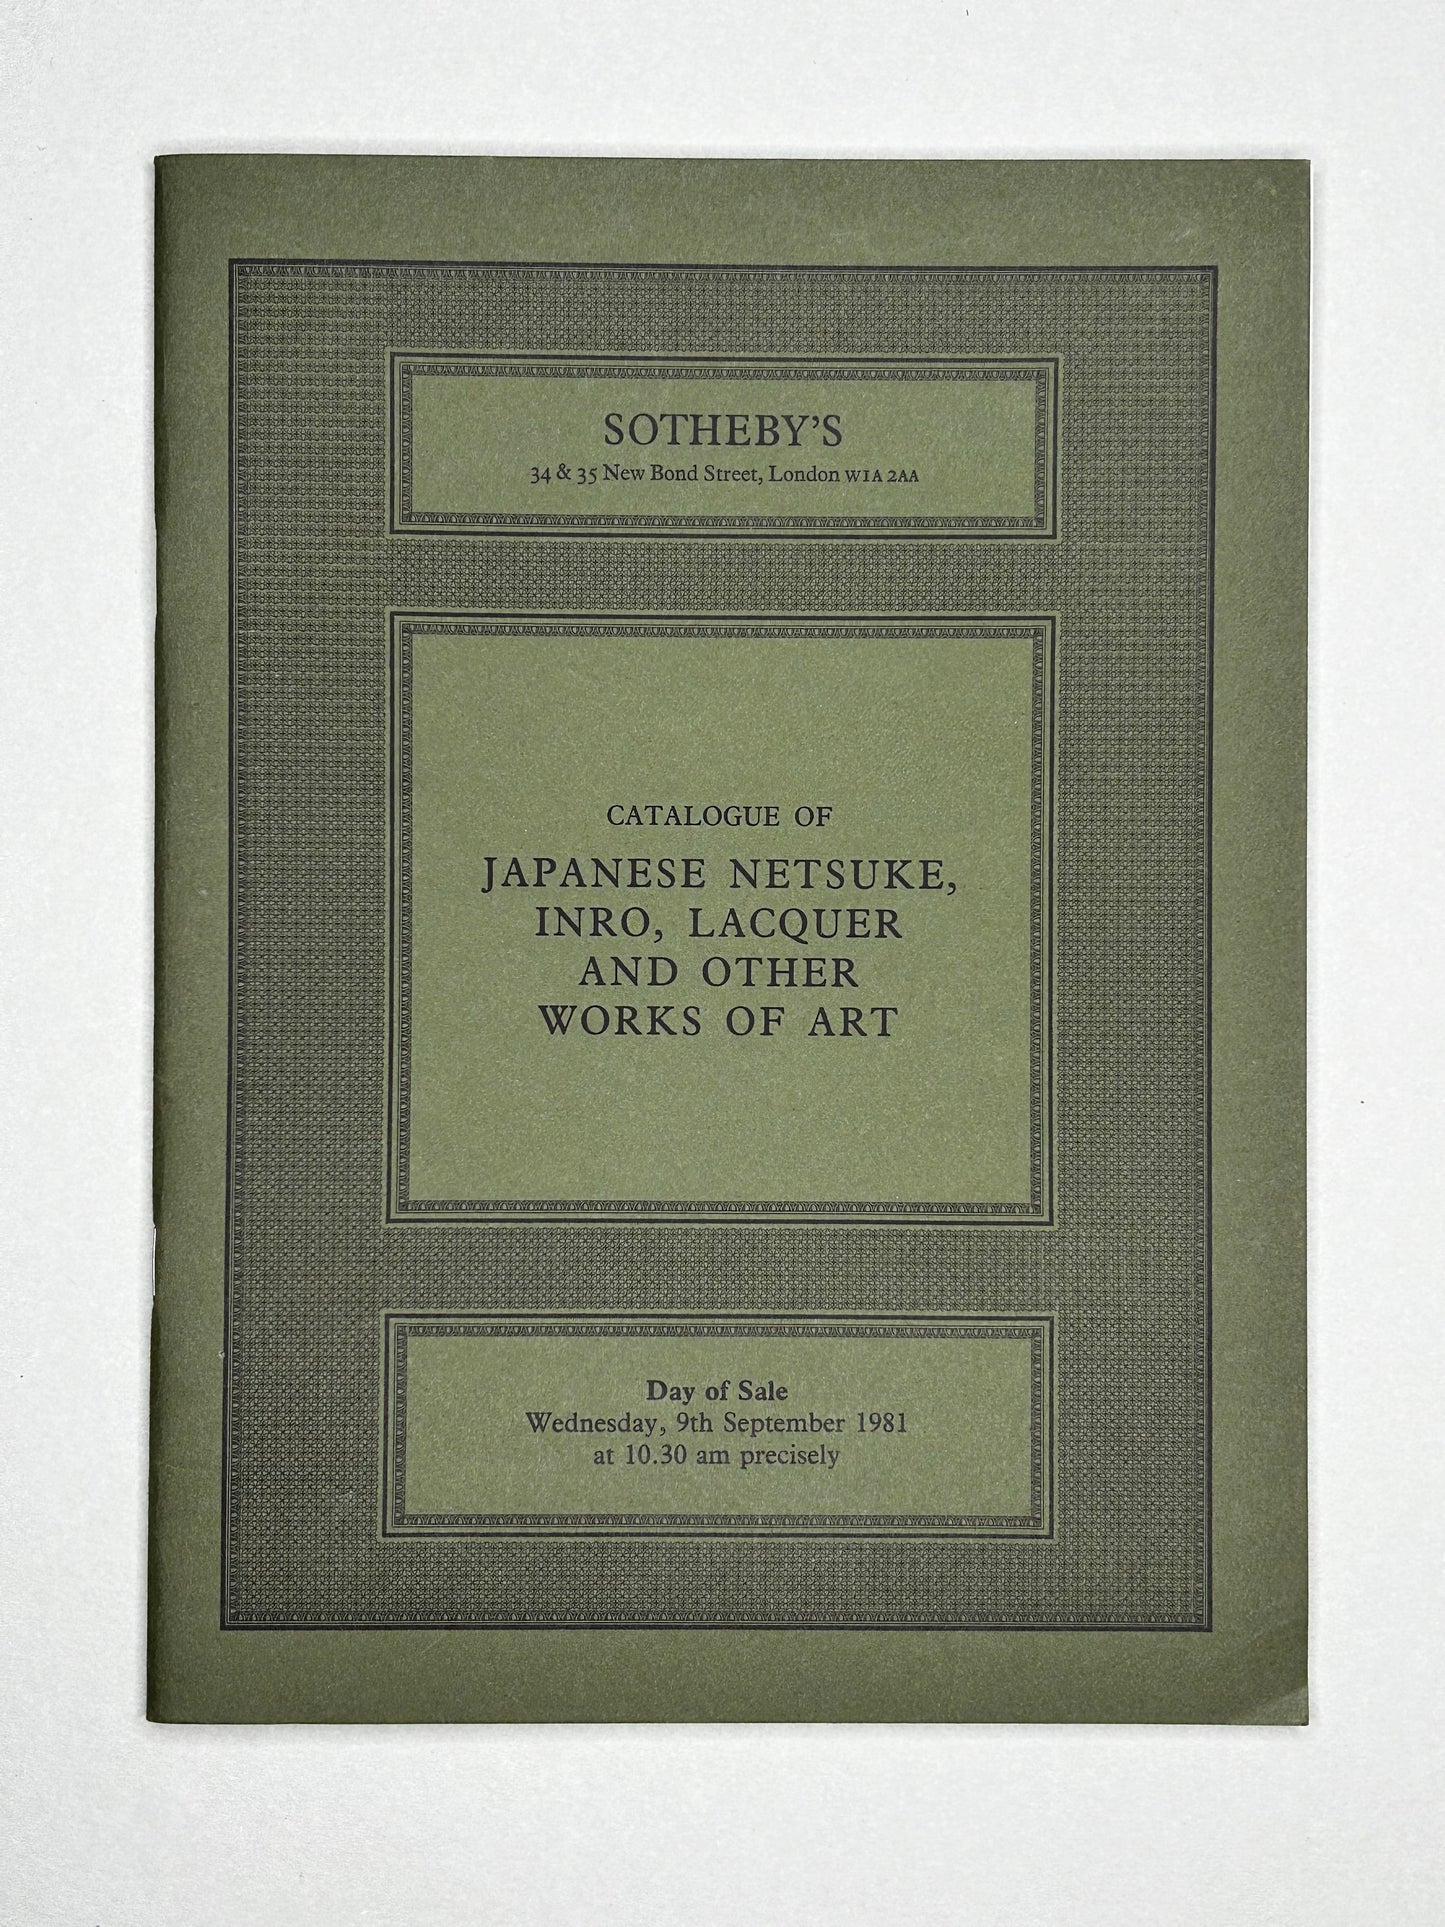 SOTHEBY'S
34 & 35 New Bond Street, London W1A 2AA
CATALOGUE OF
JAPANESE NETSUKE,
INRO, LACQUER
AND OTHER
WORKS OF ART
Day of Sale
Wednesday, 9th September 1981
at 10.30 am precisely